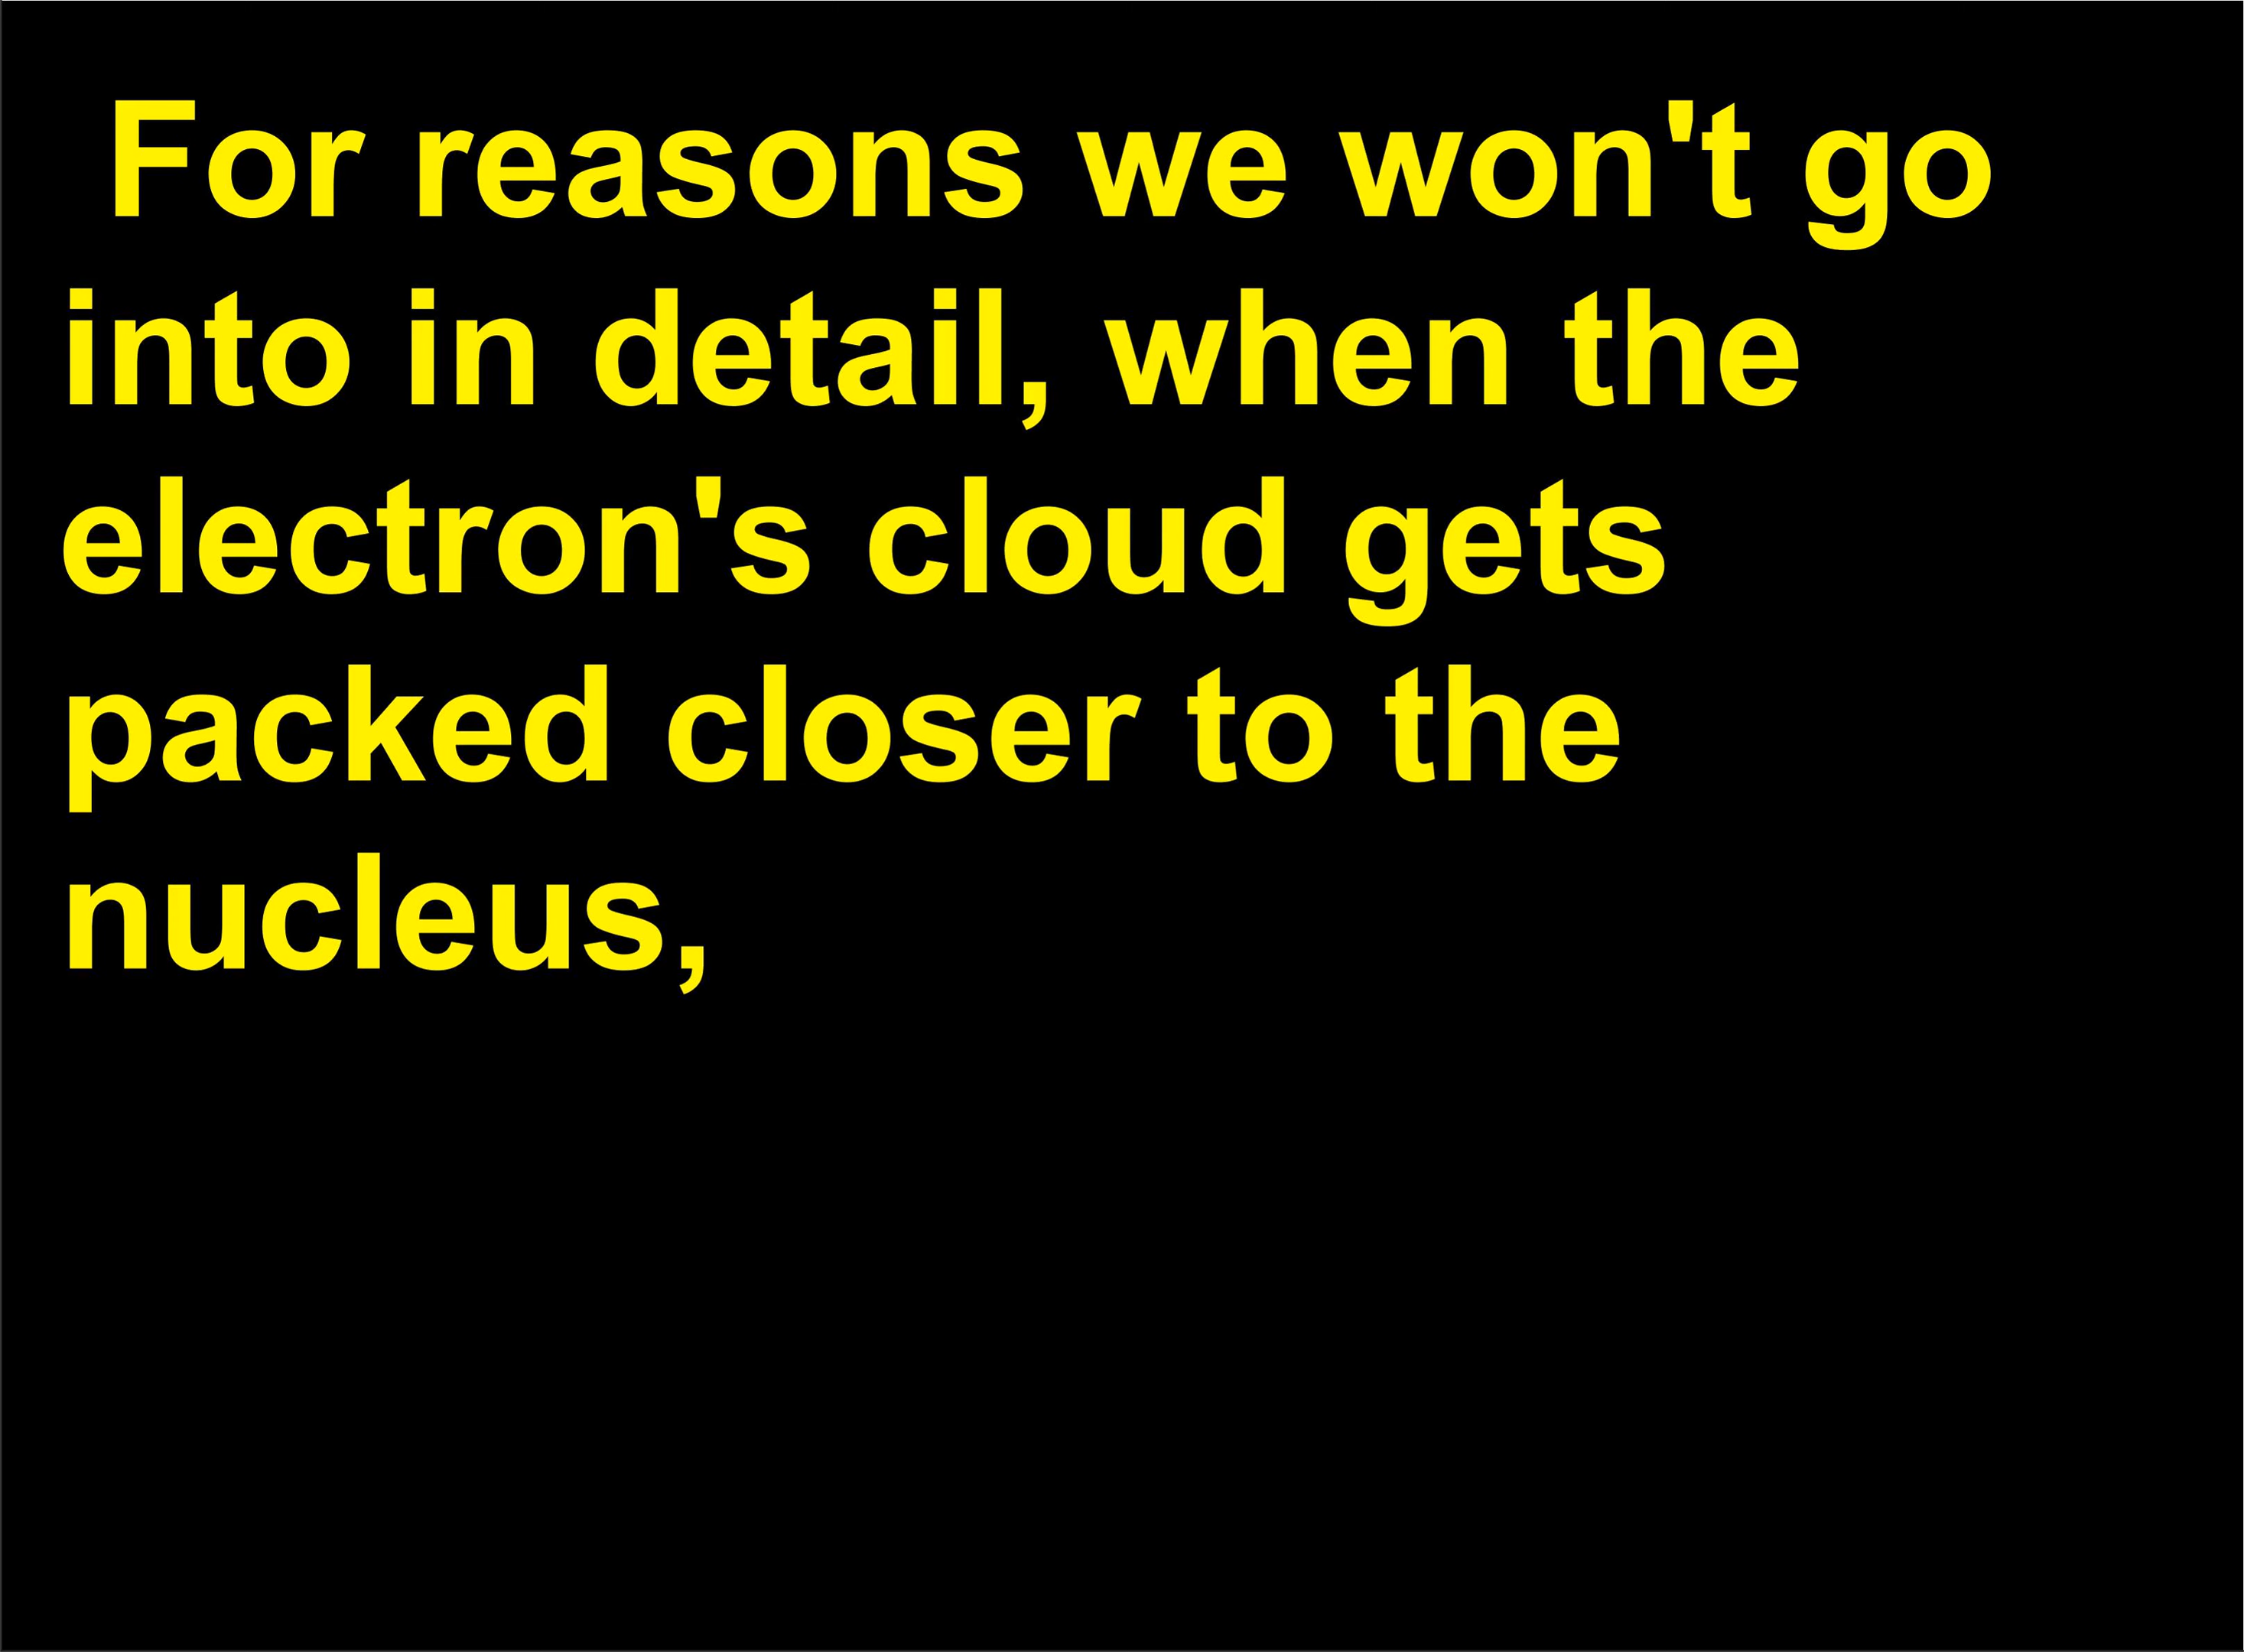 For reasons we won't go
into in detail, when the
electron's cloud gets
packed closer to the
nucleus,